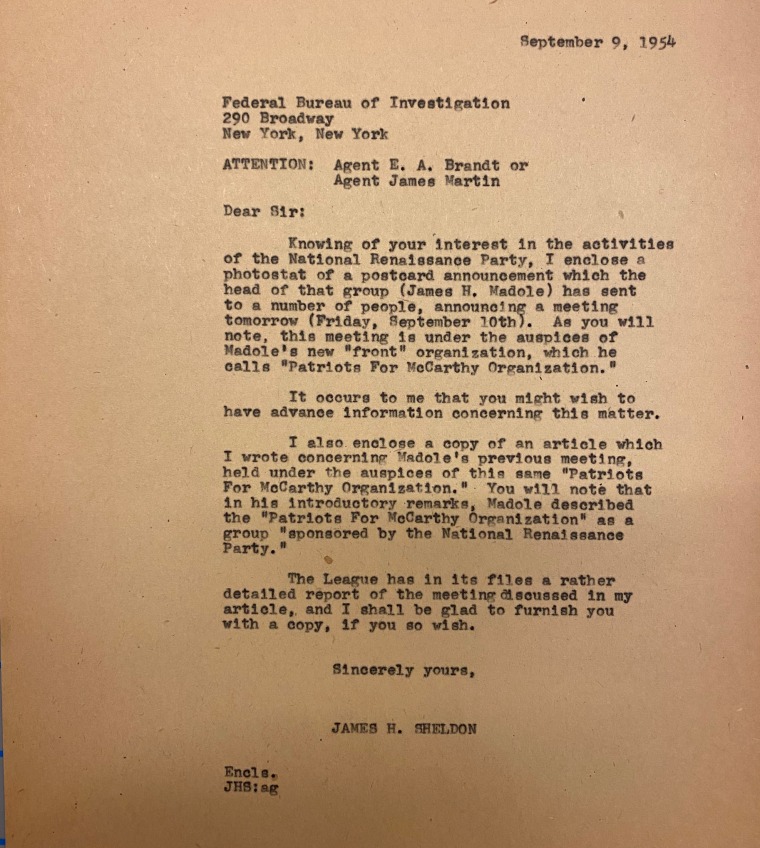 September 9, 1954
Federal Bureau of Investigation
290 Broadway
New York, New York
ATTENTION: Agent E. A. Brandt or
Agent James Martin
Dear Sir:
Knowing of your interest in the activities
of the National Renaissance Party, I enclose a
photostat of a postcard announcement which the
head of that group (James H. Madole) has sent
to a number of people, announcing a meeting
tomorrow (Friday, September 10th). As you will
note, this meeting is under the auspices of
Madole's new "front" organization, which he
calls "Patriots For McCarthy Organization."
It occurs to me that you might wish to
have advance information concerning this matter.
I also enclose a copy of an article which
I wrote concerning Madole's previous meeting,
held under the auspices of this same "Patriots
For McCarthy Organization." You will note that
in his introductory remarks, Madole described
the "Patriots For McCarthy Organization" as a
group "sponsored by the National Renaissance
Party."
The League has in its files a rather
detailed report of the meeting discussed in my
article, and I shall be glad to furnish you
with a copy, if you so wish.
Sincerely yours,
JAMES H. SHELDON
Encls.
JHS:ag